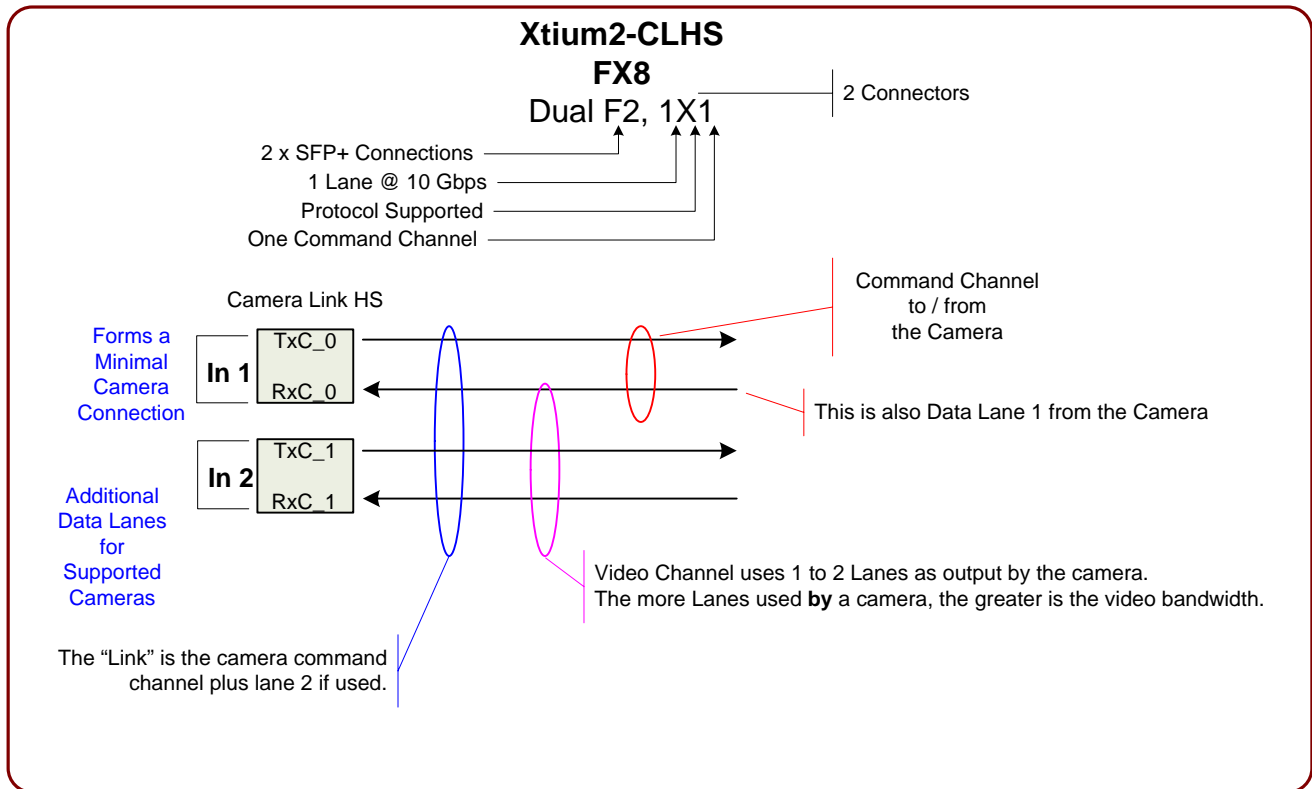 Xtium2-CLHS
FX8
Dual F2, 1X1
2 Connectors
2 x SFP+ Connections
1 Lane @ 10 Gbps
Protocol Supported
One Command Channel
Camera Link HS
Command Channel
to / from
the Camera
Forms a
Minimal
Camera
Connection
In 1
TxC_0
RxC_0
This is also Data Lane 1 from the Camera
In 2
TxC_1
RxC_1
Additional
Data Lanes
for
Supported
Cameras
Video Channel uses 1 to 2 Lanes as output by the camera.
The more Lanes used by a camera, the greater is the video bandwidth.
The “Link” is the camera command
channel plus lane 2 if used.